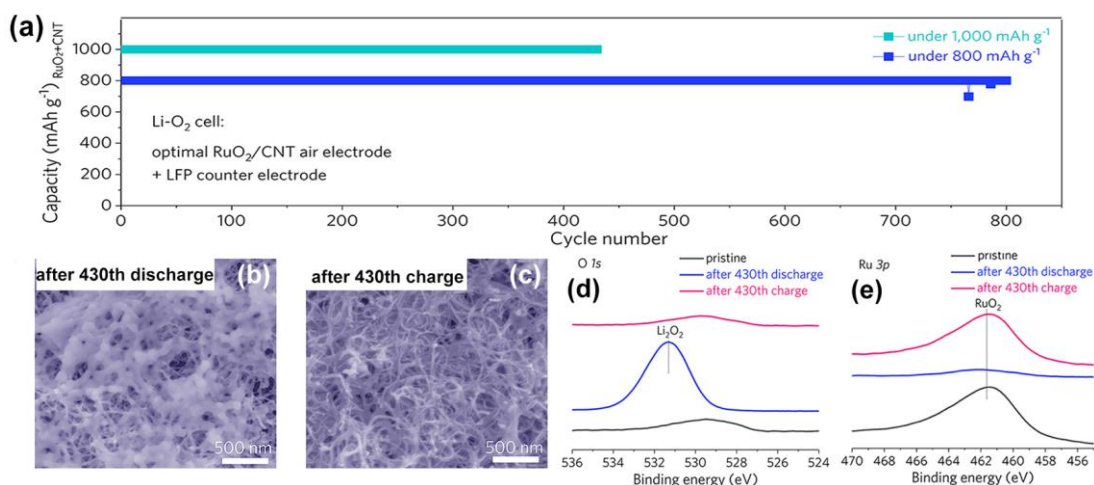 (a)
Capacity (mAh g⁻¹) RuO₂+CNT
1000
800
600
400
200
0
under 1,000 mAh g⁻¹
under 800 mAh g⁻¹
Li-O₂ cell:
optimal RuO₂/CNT air electrode
+ LFP counter electrode
0 100 200 300 400 500 600 700 800
Cycle number
after 430th discharge (b)
500 nm
after 430th charge (c)
500 nm
O 1s
(d)
pristine
after 430th discharge
after 430th charge
Li₂O₂
536 534 532 530 528 526 524
Binding energy (eV)
Ru 3p
(e)
pristine
after 430th discharge
after 430th charge
RuO₂
470 468 466 464 462 460 458 456
Binding energy (eV)